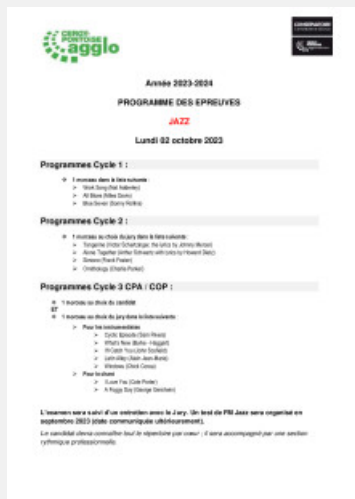 CERGY
PONTOISE
agglo
CONSERVATOIRE
Année 2023-2024
PROGRAMME DES EPREUVES
JAZZ
Lundi 02 octobre 2023
Programmes Cycle 1 :
1 morceau dans la liste suivante :
Work Song (Nat Adderley)
All Blues (Miles Davis)
Blue Seven (Sonny Rollins)
Programmes Cycle 2 :
1 morceau au choix du jury dans la liste suivante :
Tangerine (Victor Schertzinger, the lyrics by Johnny Mercer)
Alone Together (Arthur Schwartz with lyrics by Howard Dietz)
Simone (Frank Foster)
Ornithology (Charlie Parker)
Programmes Cycle 3 CPA / COP :
1 morceau au choix du candidat
ET
1 morceau au choix du jury dans la liste suivante :
Pour les instrumentistes
Cyclic Episode (Sam Rivers)
What's New (Burke - Haggart)
I'll Catch You (John Scofield)
(Alain Jean-Marie)
Windows (Chick Corea)
Pour le chant
I Love You (Cole Porter)
A Foggy Day (George Gershwin)
L'examen sera suivi d'un entretien avec le Jury. Un test de FM Jazz sera organisé en
septembre 2023 (date communiquée ultérieurement).
Le candidat devra connaître tout le répertoire par cœur ; il sera accompagné par une section
rythmique professionnelle.